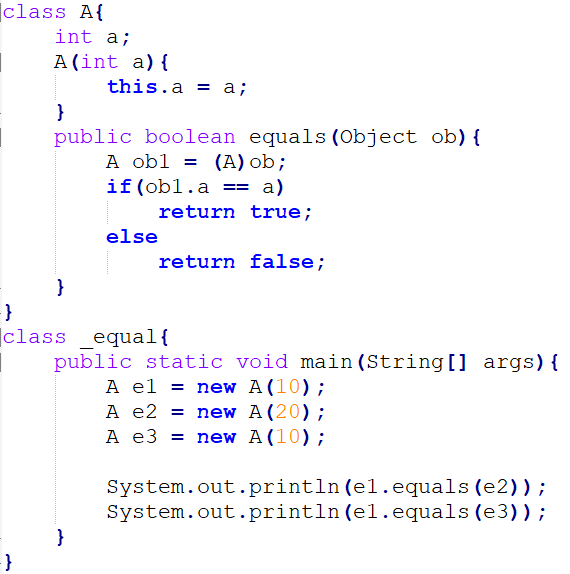 class A{
    int a;
    A(int a){
        this.a = a;
    }
    public boolean equals(Object ob){
        A ob1 = (A)ob;
        if(ob1.a == a)
            return true;
        else
            return false;
    }
}
class _equal{
    public static void main(String[] args){
        A e1 = new A(10);
        A e2 = new A(20);
        A e3 = new A(10);

        System.out.println(e1.equals(e2));
        System.out.println(e1.equals(e3));
    }
}